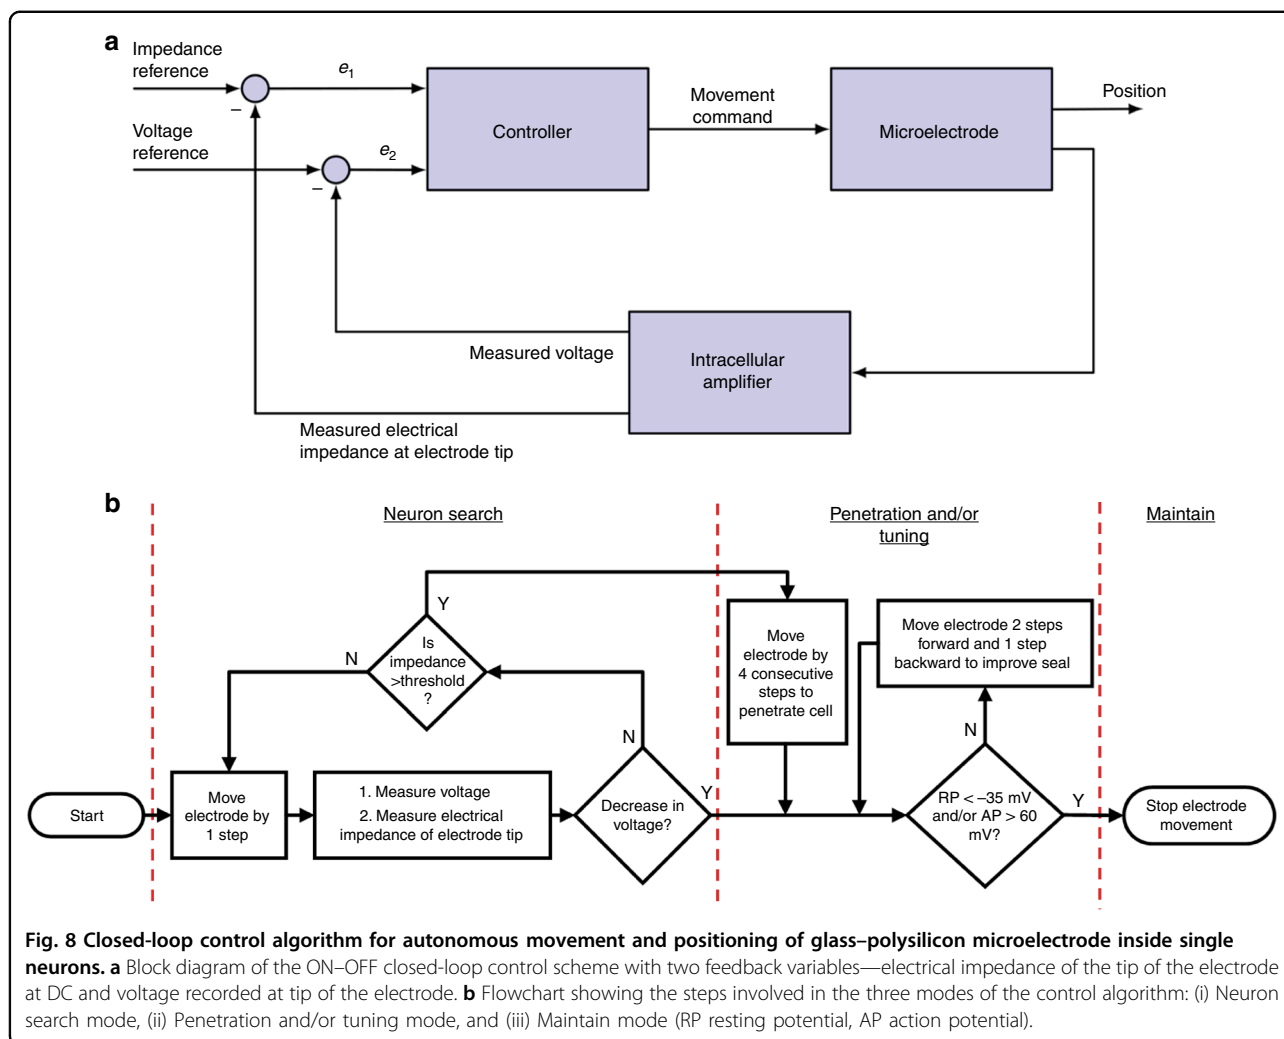 a
Impedance
reference
e1
Movement
command
Position
Controller
Microelectrode
–
Voltage
reference
e2
–
Measured voltage
Intracellular
amplifier
Measured electrical
impedance at electrode tip
b
Neuron search
Penetration and/or
tuning
Maintain
Y
Is
impedance
>threshold
?
N
Move
electrode by
4 consecutive
steps to
penetrate cell
Move electrode 2 steps
forward and 1 step
backward to improve seal
N
N
Start
Move
electrode by
1 step
1. Measure voltage
2. Measure electrical
impedance of electrode tip
Decrease in
voltage?
Y
RP < –35 mV
and/or AP > 60
mV?
Y
Stop electrode
movement
Fig. 8 Closed-loop control algorithm for autonomous movement and positioning of glass–polysilicon microelectrode inside single
neurons. a Block diagram of the ON–OFF closed-loop control scheme with two feedback variables—electrical impedance of the tip of the electrode
at DC and voltage recorded at tip of the electrode. b Flowchart showing the steps involved in the three modes of the control algorithm: (i) Neuron
search mode, (ii) Penetration and/or tuning mode, and (iii) Maintain mode (RP resting potential, AP action potential).